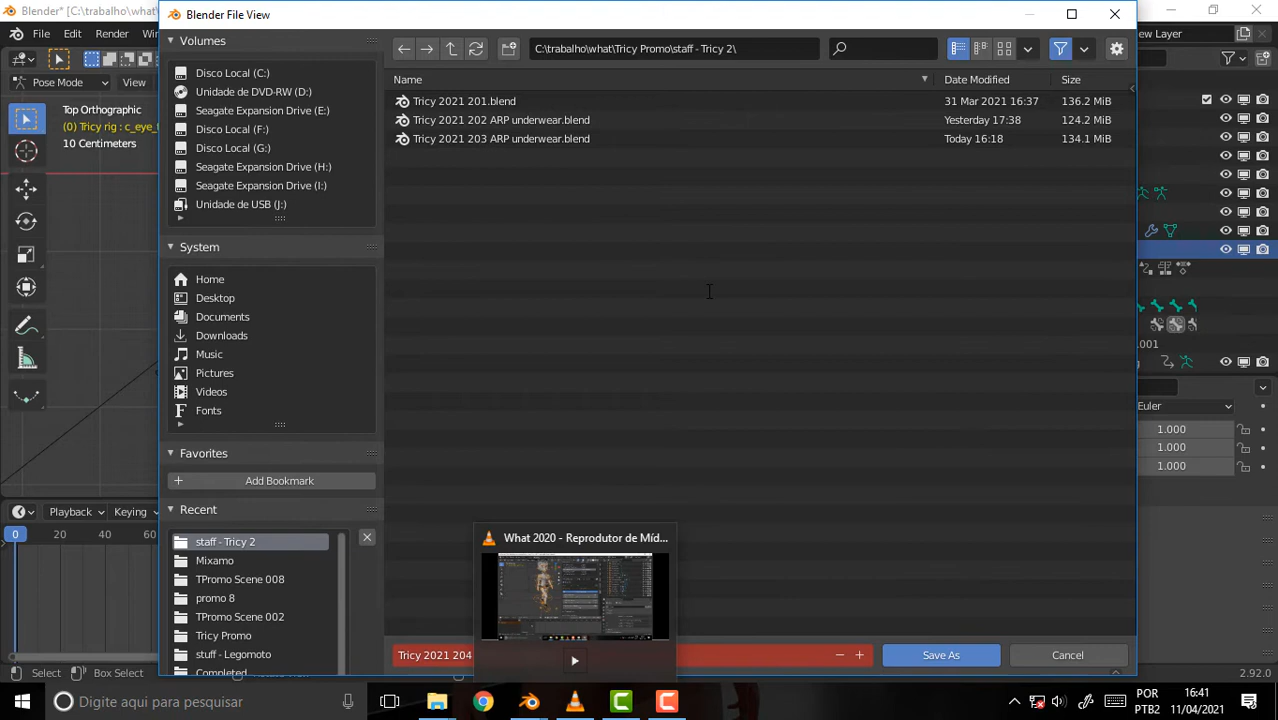 Blender*
C:\trabalho\what
Blender File View
File Edit Render
Pose Mode
View
Top Orthographic
(0) Tricy rig : c_eye_
10 Centimeters
Volumes
Disco Local (C:)
Unidade de DVD-RW (D:)
Seagate Expansion Drive (E:)
Disco Local (F:)
Disco Local (G:)
Seagate Expansion Drive (H:)
Seagate Expansion Drive (I:)
Unidade de USB (J:)
System
Home
Desktop
Documents
Downloads
Music
Pictures
Videos
Fonts
Favorites
Add Bookmark
Recent
staff - Tricy 2
Mixamo
TPromo Scene 008
promo 8
TPromo Scene 002
Tricy Promo
stuff - Legomoto
Completed
C:\trabalho\what\Tricy Promo\staff - Tricy 2\
Name Date Modified Size
Tricy 2021 201.blend 31 Mar 2021 16:37 136.2 MiB
Tricy 2021 202 ARP underwear.blend Yesterday 17:38 124.2 MiB
Tricy 2021 203 ARP underwear.blend Today 16:18 134.1 MiB
What 2020 - Reprodutor de Míd...
Tricy 2021 204
Save As
Cancel
ew Layer
.001
Euler
1.000
1.000
1.000
Playback Keying
0 20 40 60
Select Box Select
2.92.0
Digite aqui para pesquisar
POR
PTB2
16:41
11/04/2021